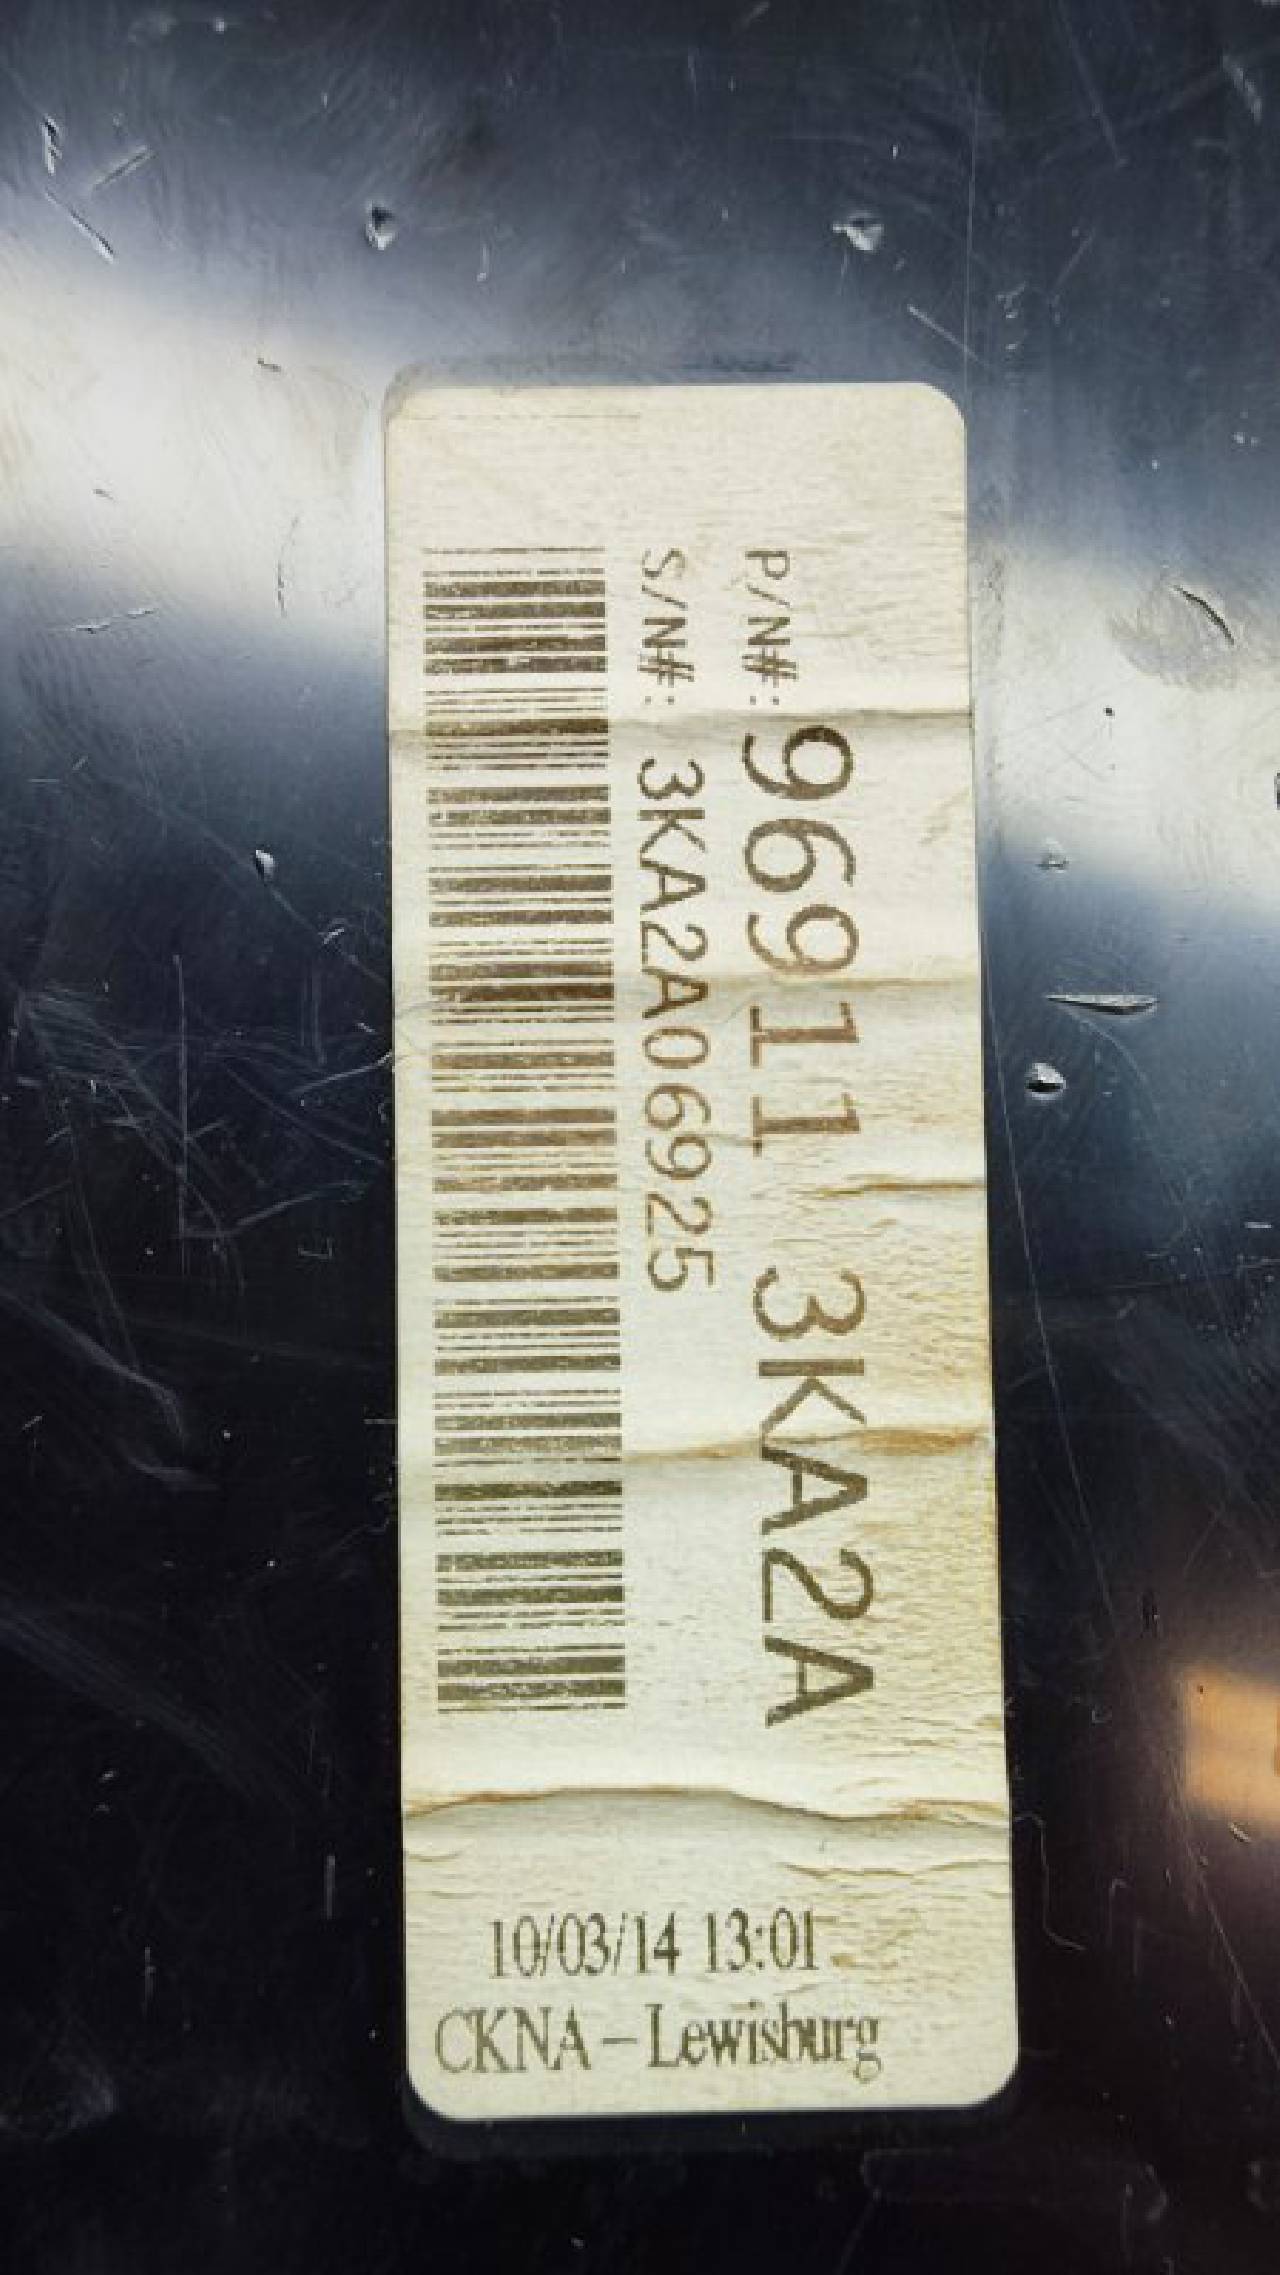 P/N#: 96911 3KA2A
S/N#: 3KA2A06925
10/03/14 13:01
CKNA - Lewisburg